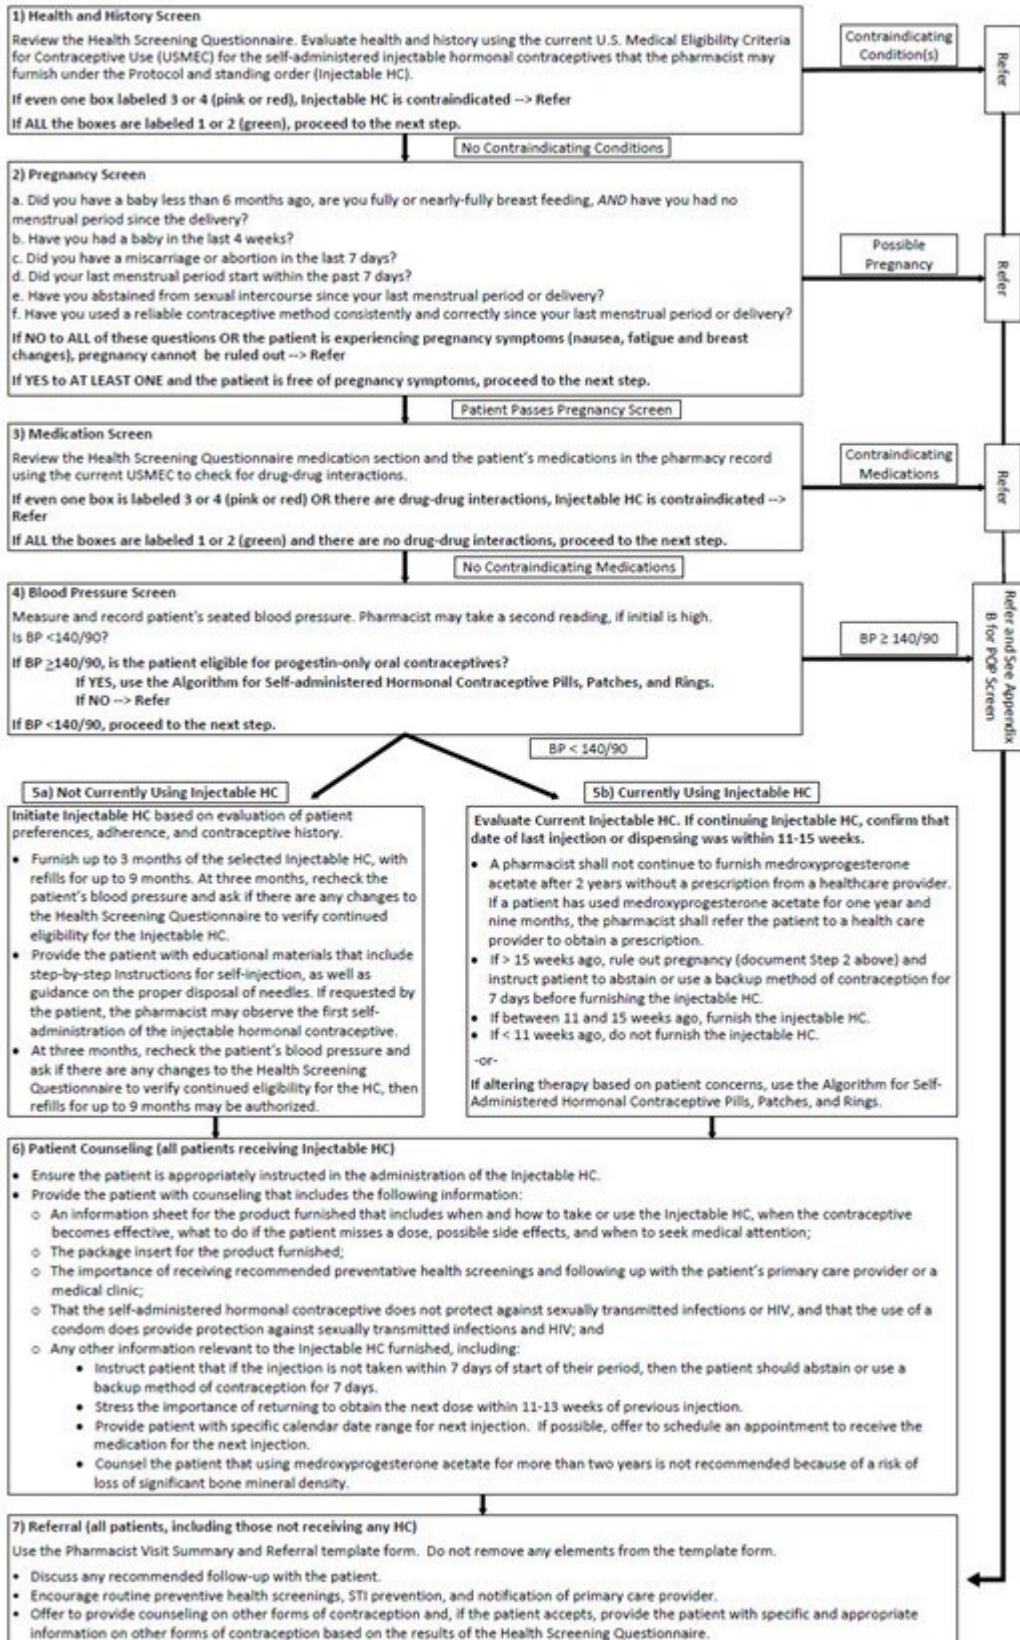 1) Health and History Screen
Review the Health Screening Questionnaire. Evaluate health and history using the current U.S. Medical Eligibility Criteria
for Contraceptive Use (USMEC) for the self-administered injectable hormonal contraceptives that the pharmacist may
furnish under the Protocol and standing order (Injectable HC).
If even one box labeled 3 or 4 (pink or red), Injectable HC is contraindicated --> Refer
If ALL the boxes are labeled 1 or 2 (green), proceed to the next step.
Contraindicating
Condition(s)
Refer
No Contraindicating Conditions
2) Pregnancy Screen
a. Did you have a baby less than 6 months ago, are you fully or nearly-fully breast feeding, AND have you had no
menstrual period since the delivery?
b. Have you had a baby in the last 4 weeks?
c. Did you have a miscarriage or abortion in the last 7 days?
d. Did your last menstrual period start within the past 7 days?
e. Have you abstained from sexual intercourse since your last menstrual period or delivery?
f. Have you used a reliable contraceptive method consistently and correctly since your last menstrual period or delivery?
If NO to ALL of these questions OR the patient is experiencing pregnancy symptoms (nausea, fatigue and breast
changes), pregnancy cannot be ruled out --> Refer
If YES to AT LEAST ONE and the patient is free of pregnancy symptoms, proceed to the next step.
Possible
Pregnancy
Refer
Patient Passes Pregnancy Screen
3) Medication Screen
Review the Health Screening Questionnaire medication section and the patient's medications in the pharmacy record
using the current USMEC to check for drug-drug interactions.
If even one box is labeled 3 or 4 (pink or red) OR there are drug-drug interactions, Injectable HC is contraindicated -->
Refer
If ALL the boxes are labeled 1 or 2 (green) and there are no drug-drug interactions, proceed to the next step.
Contraindicating
Medications
Refer
No Contraindicating Medications
4) Blood Pressure Screen
Measure and record patient's seated blood pressure. Pharmacist may take a second reading, if initial is high.
Is BP <140/90?
If BP ≥140/90, is the patient eligible for progestin-only oral contraceptives?
If YES, use the Algorithm for Self-administered Hormonal Contraceptive Pills, Patches, and Rings.
If NO --> Refer
If BP <140/90, proceed to the next step.
BP ≥ 140/90
Refer and See Appendix
B for POP Screen
BP < 140/90
5a) Not Currently Using Injectable HC
Initiate Injectable HC based on evaluation of patient
preferences, adherence, and contraceptive history.
• Furnish up to 3 months of the selected Injectable HC, with
refills for up to 9 months. At three months, recheck the
patient's blood pressure and ask if there are any changes to
the Health Screening Questionnaire to verify continued
eligibility for the Injectable HC.
• Provide the patient with educational materials that include
step-by-step Instructions for self-injection, as well as
guidance on the proper disposal of needles. If requested by
the patient, the pharmacist may observe the first self-
administration of the injectable hormonal contraceptive.
• At three months, recheck the patient's blood pressure and
ask if there are any changes to the Health Screening
Questionnaire to verify continued eligibility for the HC, then
refills for up to 9 months may be authorized.
5b) Currently Using Injectable HC
Evaluate Current Injectable HC. If continuing Injectable HC, confirm that
date of last injection or dispensing was within 11-15 weeks.
• A pharmacist shall not continue to furnish medroxyprogesterone
acetate after 2 years without a prescription from a healthcare provider.
If a patient has used medroxyprogesterone acetate for one year and
nine months, the pharmacist shall refer the patient to a health care
provider to obtain a prescription.
• If > 15 weeks ago, rule out pregnancy (document Step 2 above) and
instruct patient to abstain or use a backup method of contraception for
7 days before furnishing the injectable HC.
• If between 11 and 15 weeks ago, furnish the injectable HC.
• If < 11 weeks ago, do not furnish the injectable HC.
-or-
If altering therapy based on patient concerns, use the Algorithm for Self-
Administered Hormonal Contraceptive Pills, Patches, and Rings.
6) Patient Counseling (all patients receiving Injectable HC)
• Ensure the patient is appropriately instructed in the administration of the Injectable HC.
• Provide the patient with counseling that includes the following information:
o An information sheet for the product furnished that includes when and how to take or use the Injectable HC, when the contraceptive
becomes effective, what to do if the patient misses a dose, possible side effects, and when to seek medical attention;
o The package insert for the product furnished;
o The importance of receiving recommended preventative health screenings and following up with the patient's primary care provider or a
medical clinic;
o That the self-administered hormonal contraceptive does not protect against sexually transmitted infections or HIV, and that the use of a
condom does provide protection against sexually transmitted infections and HIV; and
o Any other information relevant to the Injectable HC furnished, including:
• Instruct patient that if the injection is not taken within 7 days of start of their period, then the patient should abstain or use a
backup method of contraception for 7 days.
• Stress the importance of returning to obtain the next dose within 11-13 weeks of previous injection.
• Provide patient with specific calendar date range for next injection. If possible, offer to schedule an appointment to receive the
medication for the next injection.
• Counsel the patient that using medroxyprogesterone acetate for more than two years is not recommended because of a risk of
loss of significant bone mineral density.
7) Referral (all patients, including those not receiving any HC)
Use the Pharmacist Visit Summary and Referral template form. Do not remove any elements from the template form.
• Discuss any recommended follow-up with the patient.
• Encourage routine preventive health screenings, STI prevention, and notification of primary care provider.
• Offer to provide counseling on other forms of contraception and, if the patient accepts, provide the patient with specific and appropriate
information on other forms of contraception based on the results of the Health Screening Questionnaire.